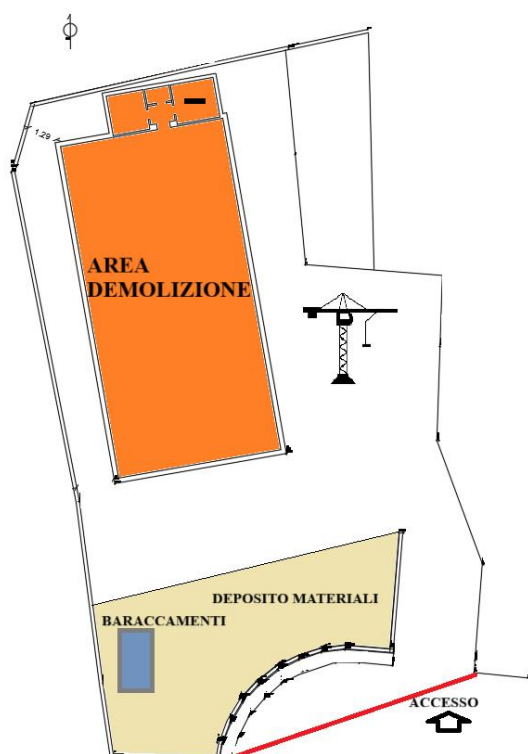 1.29
AREA
DEMOLIZIONE
DEPOSITO MATERIALI
BARACCAMENTI
ACCESSO